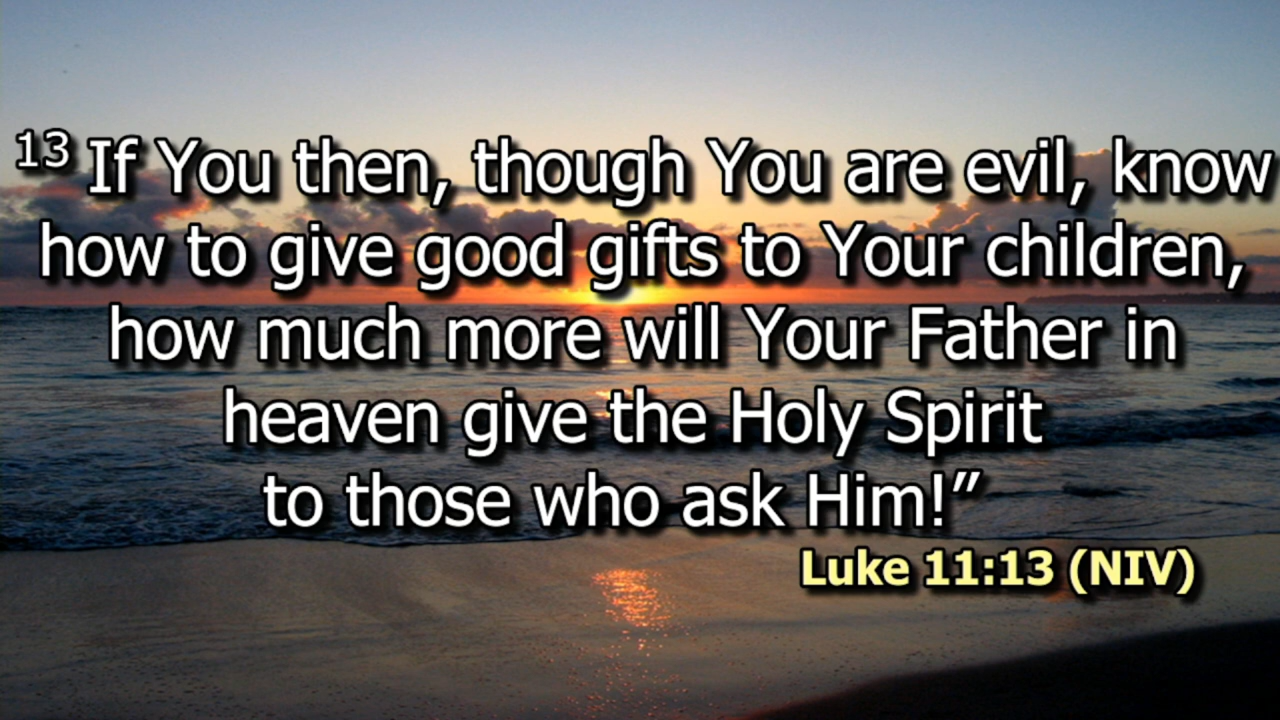 13 If You then, though You are evil, know
how to give good gifts to Your children,
how much more will Your Father in
heaven give the Holy Spirit
to those who ask Him!”
Luke 11:13 (NIV)